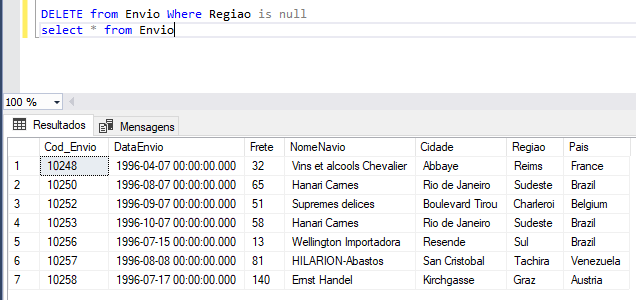 DELETE from Envio Where Regiao is null
select * from Envio
100 %
Resultados Mensagens
Cod_Envio DataEnvio Frete NomeNavio Cidade Regiao Pais
1 10248 1996-04-07 00:00:00.000 32 Vins et alcools Chevalier Abbaye Reims France
2 10250 1996-08-07 00:00:00.000 65 Hanari Carnes Rio de Janeiro Sudeste Brazil
3 10252 1996-09-07 00:00:00.000 51 Supremes delices Boulevard Tirou Charleroi Belgium
4 10253 1996-10-07 00:00:00.000 58 Hanari Carnes Rio de Janeiro Sudeste Brazil
5 10256 1996-07-15 00:00:00.000 13 Wellington Importadora Resende Sul Brazil
6 10257 1996-08-08 00:00:00.000 81 HILARION-Abastos San Cristobal Tachira Venezuela
7 10258 1996-07-17 00:00:00.000 140 Ernst Handel Kirchgasse Graz Austria